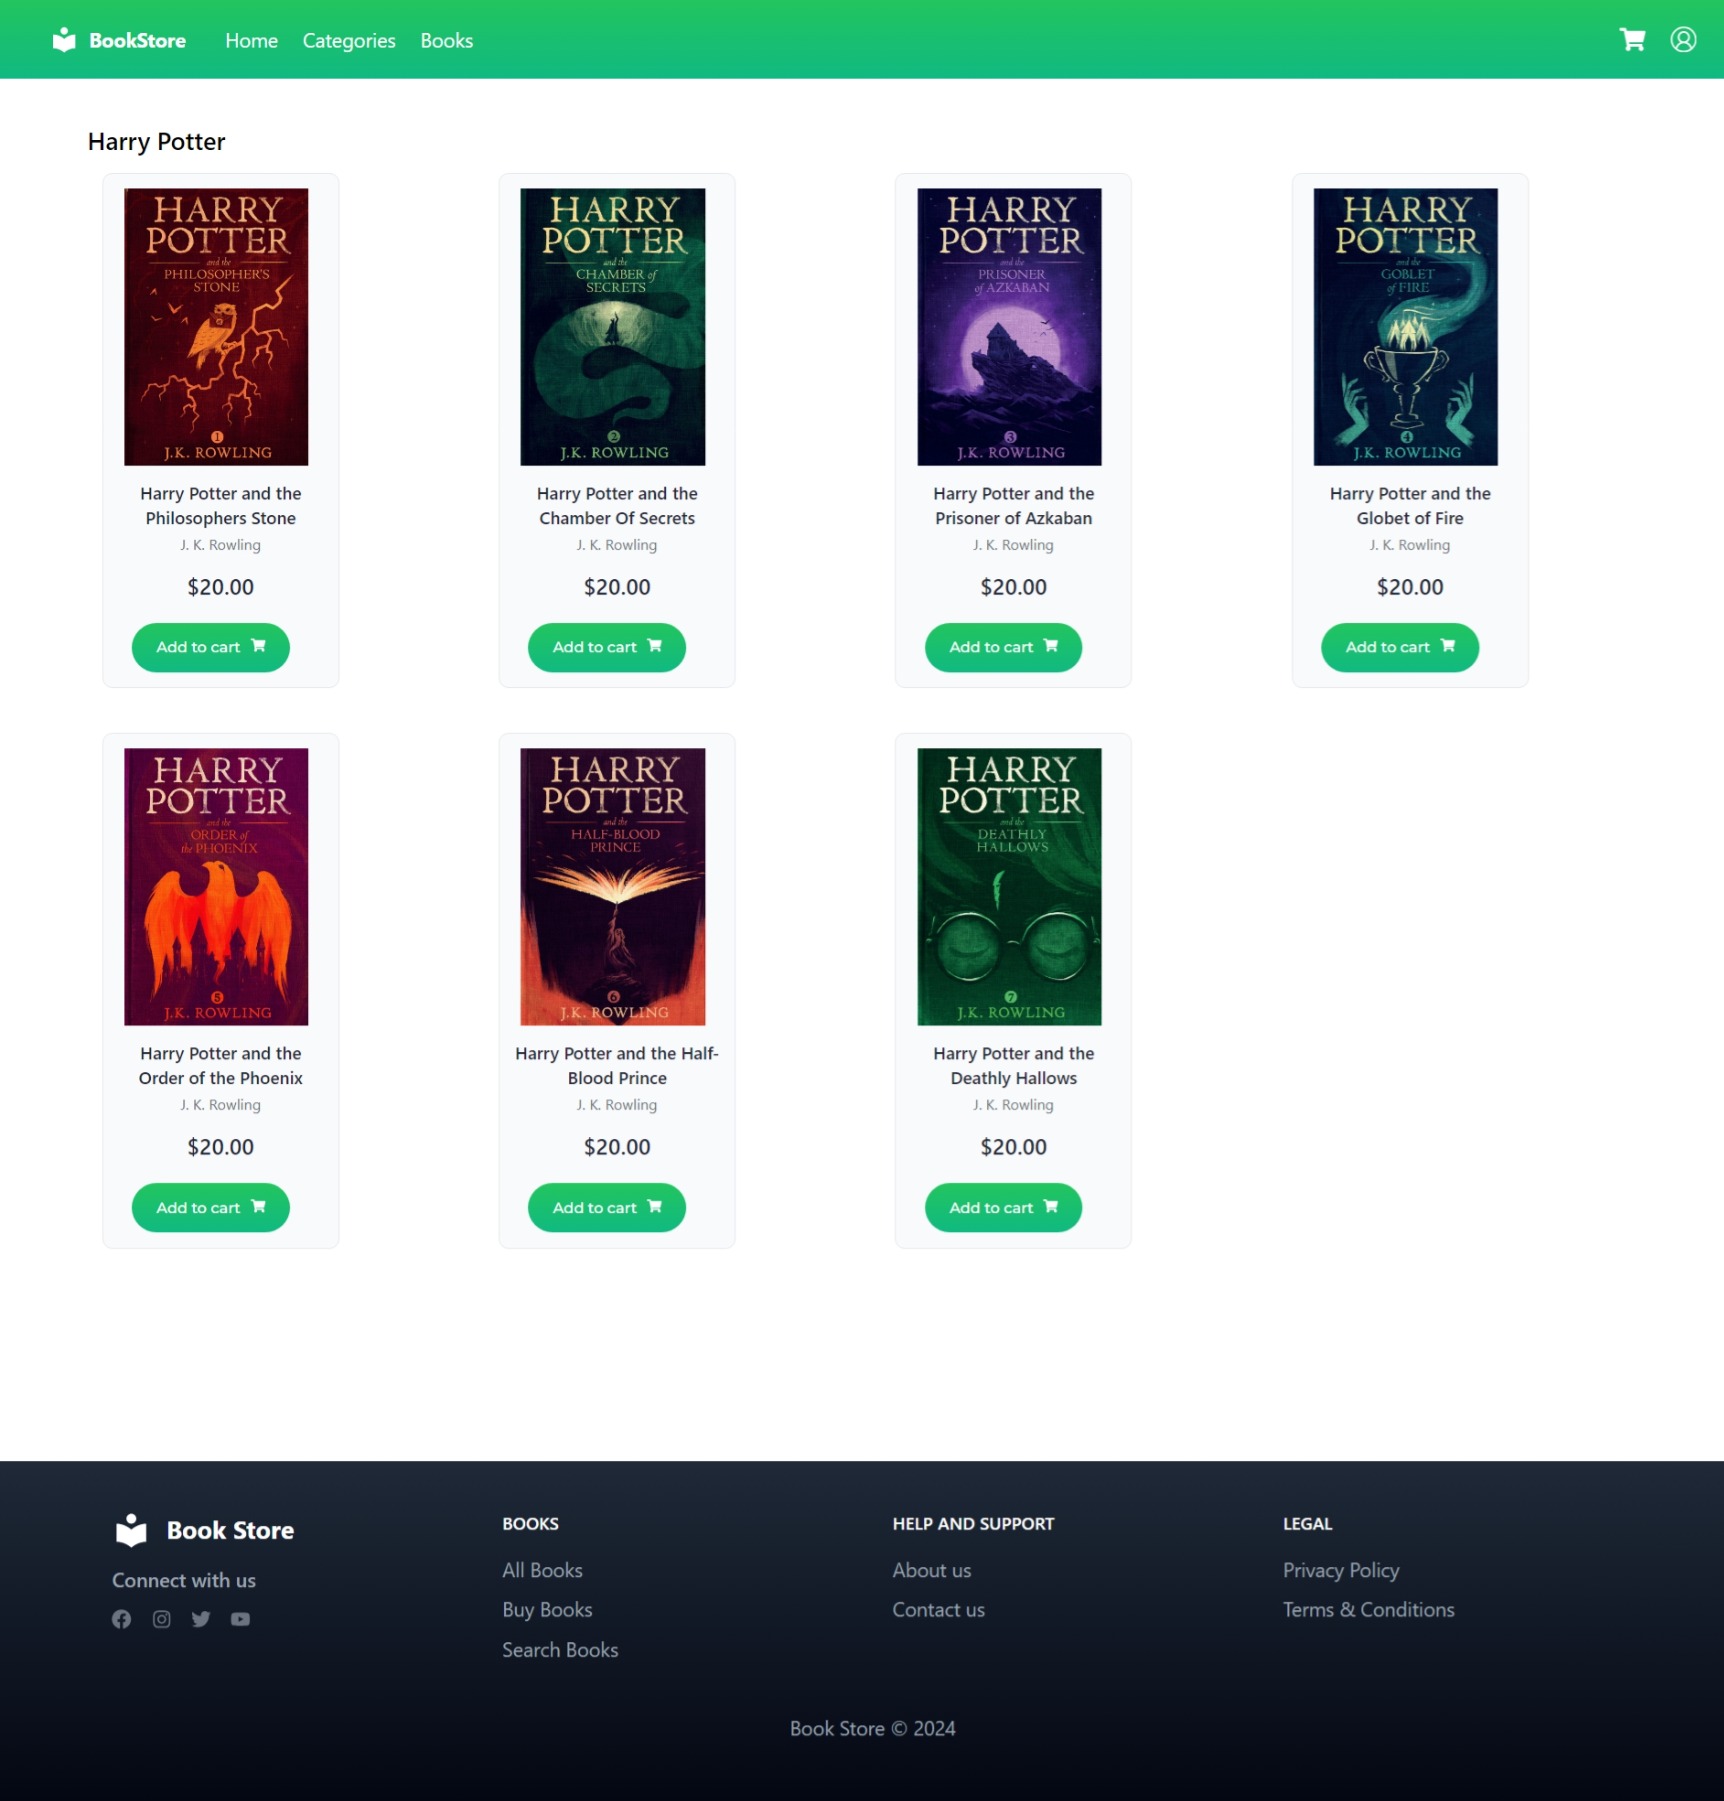 BookStore Home Categories Books
Harry Potter
HARRY
POTTER
and the
PHILOSOPHER'S
STONE
1
J.K. ROWLING
Harry Potter and the
Philosophers Stone
J. K. Rowling
$20.00
Add to cart
HARRY
POTTER
and the
CHAMBER of
SECRETS
2
J.K. ROWLING
Harry Potter and the
Chamber Of Secrets
J. K. Rowling
$20.00
Add to cart
HARRY
POTTER
and the
PRISONER
of AZKABAN
3
J.K. ROWLING
Harry Potter and the
Prisoner of Azkaban
J. K. Rowling
$20.00
Add to cart
HARRY
POTTER
and the
GOBLET
of FIRE
4
J.K. ROWLING
Harry Potter and the
Globet of Fire
J. K. Rowling
$20.00
Add to cart
HARRY
POTTER
and the
ORDER of
the PHOENIX
5
J.K. ROWLING
Harry Potter and the
Order of the Phoenix
J. K. Rowling
$20.00
Add to cart
HARRY
POTTER
and the
HALF-BLOOD
PRINCE
6
J.K. ROWLING
Harry Potter and the Half-
Blood Prince
J. K. Rowling
$20.00
Add to cart
HARRY
POTTER
and the
DEATHLY
HALLOWS
7
J.K. ROWLING
Harry Potter and the
Deathly Hallows
J. K. Rowling
$20.00
Add to cart
Book Store
Connect with us
BOOKS
All Books
Buy Books
Search Books
HELP AND SUPPORT
About us
Contact us
LEGAL
Privacy Policy
Terms & Conditions
Book Store © 2024